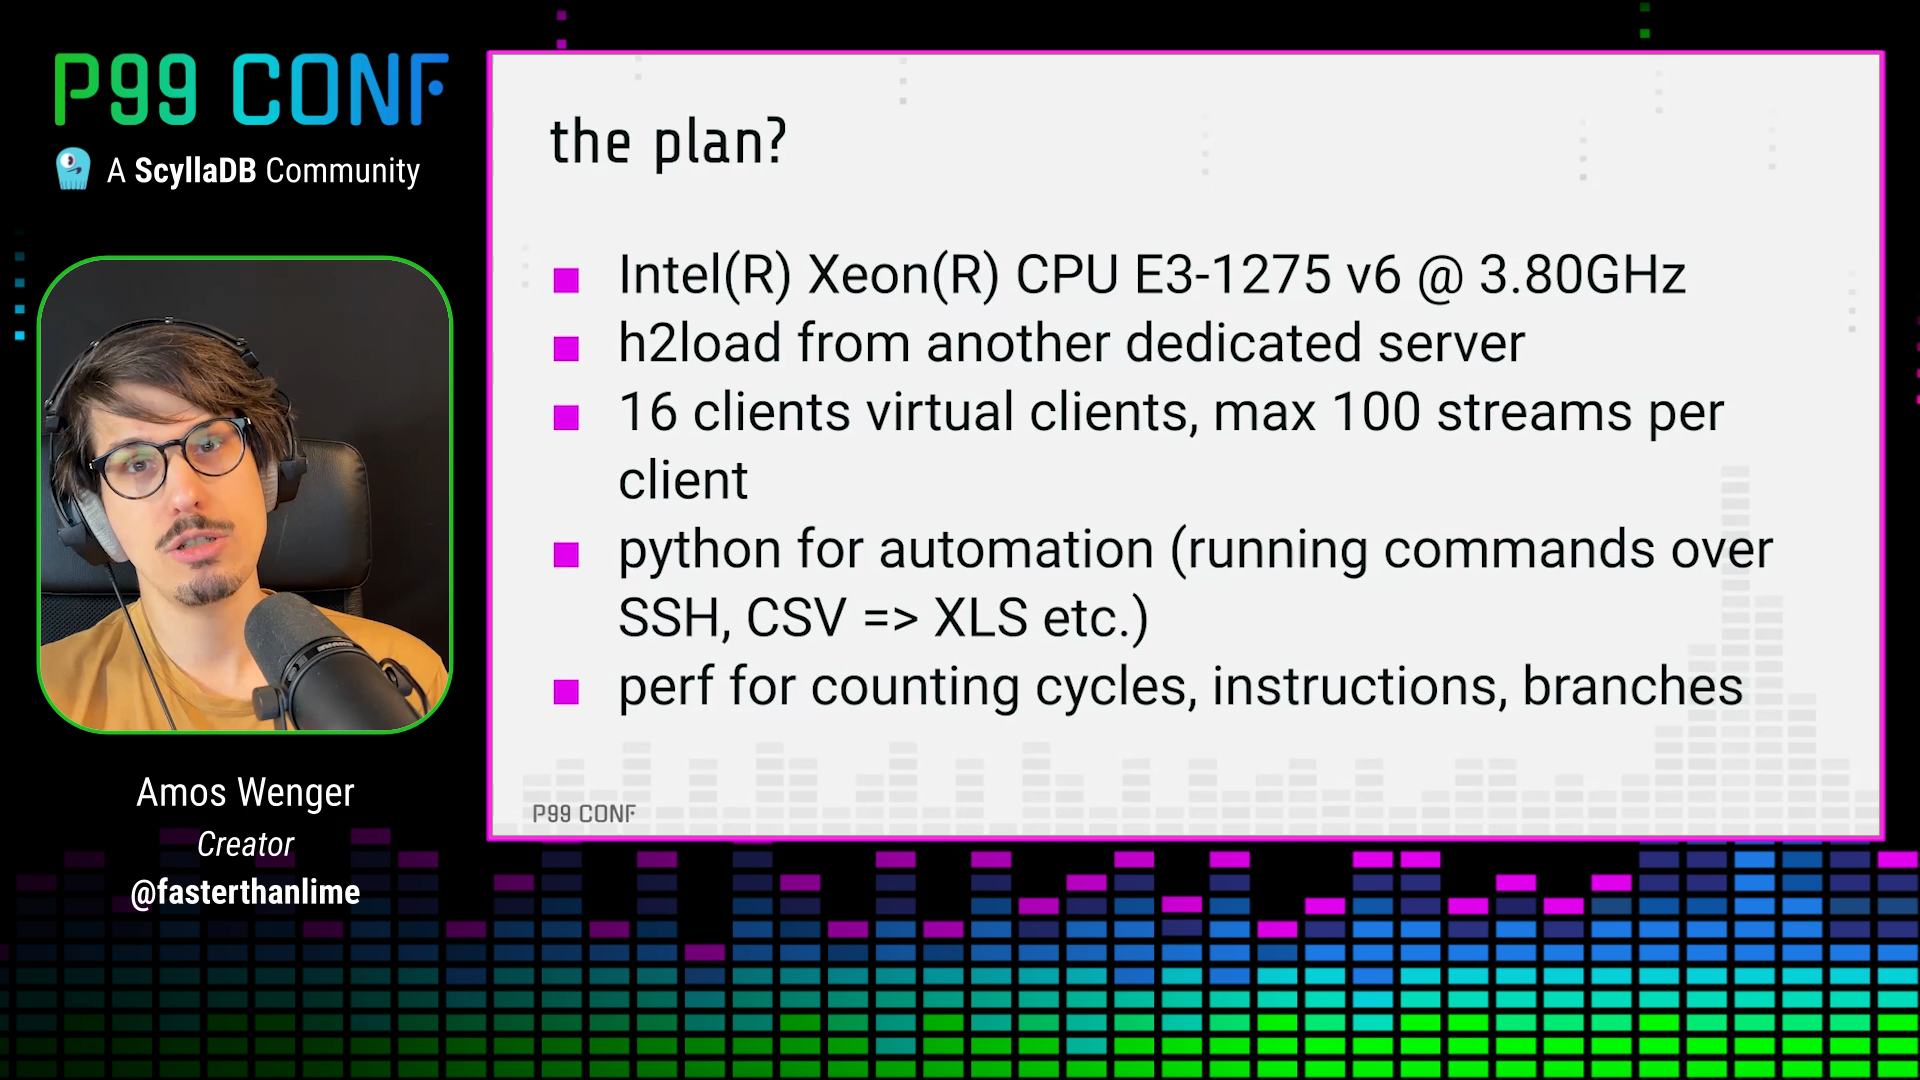 P99 CONF
A ScyllaDB Community
the plan?
Intel(R) Xeon(R) CPU E3-1275 v6 @ 3.80GHz
h2load from another dedicated server
16 clients virtual clients, max 100 streams per
client
python for automation (running commands over
SSH, CSV => XLS etc.)
perf for counting cycles, instructions, branches
P99 CONF
Amos Wenger
Creator
@fasterthanlime